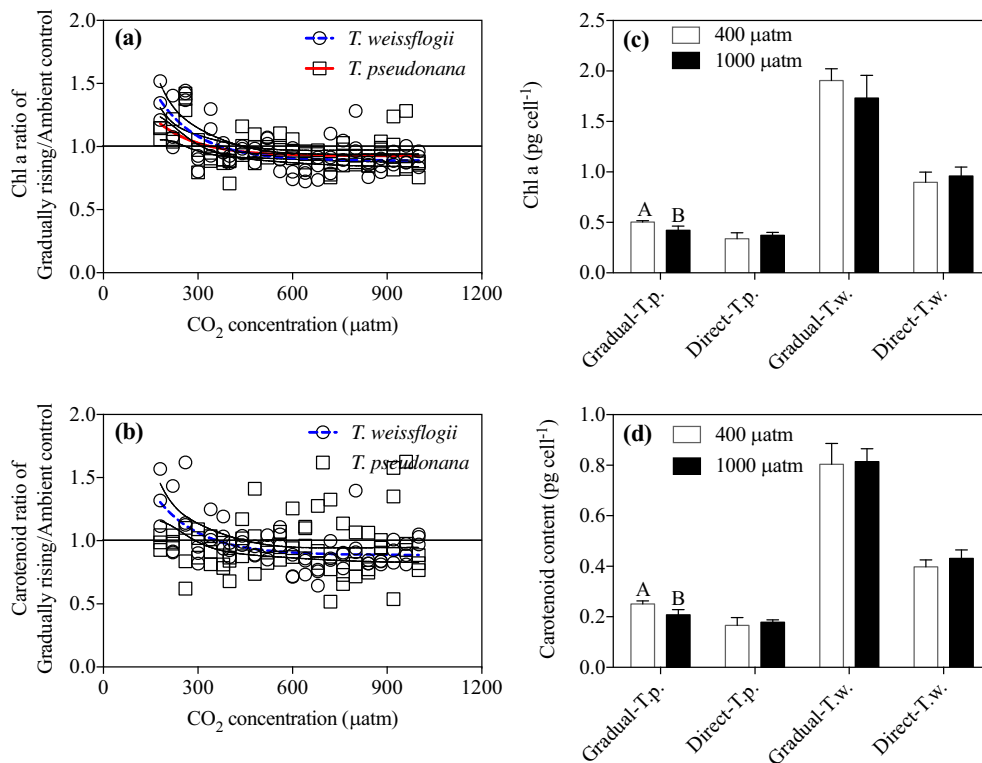 (a)
T. weissflogii
T. pseudonana
Chl a ratio of
Gradually rising/Ambient control
2.0
1.5
1.0
0.5
0.0
0 300 600 900 1200
CO2 concentration (µatm)
(c)
400 µatm
1000 µatm
Chl a (pg cell-1)
2.5
2.0
1.5
1.0
0.5
0.0
A B
Gradual-T.p.
Direct-T.p.
Gradual-T.w.
Direct-T.w.
(b)
T. weissflogii
T. pseudonana
Carotenoid ratio of
Gradually rising/Ambient control
2.0
1.5
1.0
0.5
0.0
0 300 600 900 1200
CO2 concentration (µatm)
(d)
400 µatm
1000 µatm
Carotenoid content (pg cell-1)
1.0
0.8
0.6
0.4
0.2
0.0
A B
Gradual-T.p.
Direct-T.p.
Gradual-T.w.
Direct-T.w.